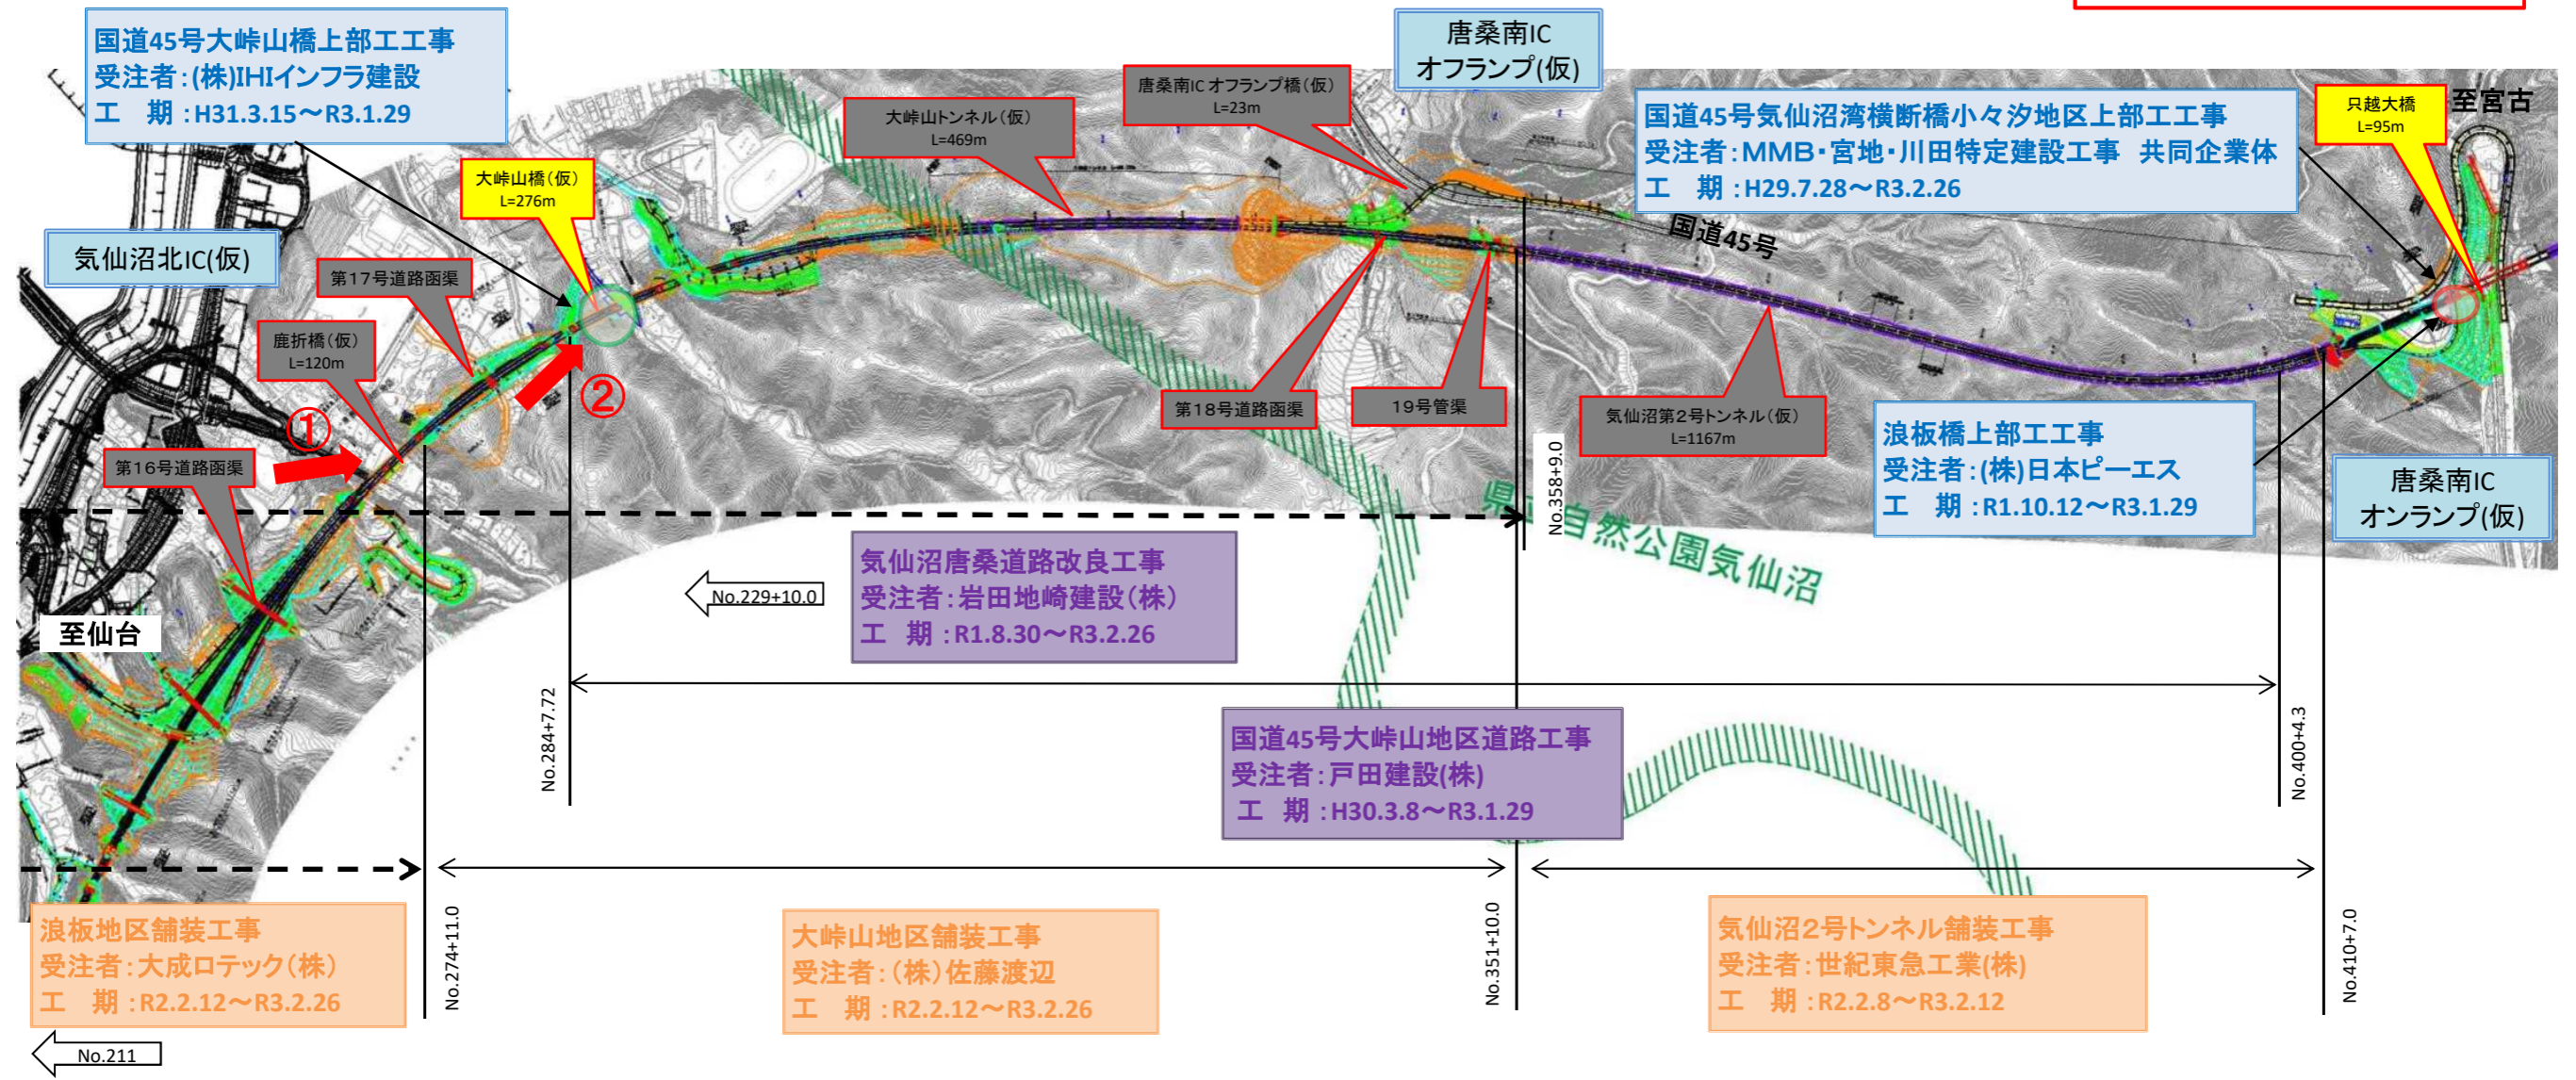 国道45号大峠山橋上部工工事
受注者：(株)IHIインフラ建設
工　期：H31.3.15～R3.1.29
唐桑南IC
オフランプ(仮)
唐桑南IC オフランプ橋（仮）
L=23m
大峠山トンネル（仮）
L=469m
国道45号気仙沼湾横断橋小々汐地区上部工工事
受注者：MMB・宮地・川田特定建設工事　共同企業体
工　期：H29.7.28～R3.2.26
只越大橋
L=95m
至宮古
大峠山橋（仮）
L=276m
気仙沼北IC(仮)
第17号道路函渠
国道45号
鹿折橋（仮）
L=120m
①
②
第16号道路函渠
第18号道路函渠
19号管渠
気仙沼第2号トンネル（仮）
L=1167m
浪板橋上部工工事
受注者：(株)日本ピーエス
工　期：R1.10.12～R3.1.29
唐桑南IC
オンランプ(仮)
No.358+9.0
自然公園気仙沼
気仙沼唐桑道路改良工事
受注者：岩田地崎建設（株）
工　期：R1.8.30～R3.2.26
No.229+10.0
至仙台
No.284+7.72
国道45号大峠山地区道路工事
受注者：戸田建設(株)
工　期：H30.3.8～R3.1.29
No.400+4.3
浪板地区舗装工事
受注者：大成ロテック（株）
工　期：R2.2.12～R3.2.26
No.274+11.0
大峠山地区舗装工事
受注者：（株）佐藤渡辺
工　期：R2.2.12～R3.2.26
No.351+10.0
気仙沼２号トンネル舗装工事
受注者：世紀東急工業(株)
工　期：R2.2.8～R3.2.12
No.410+7.0
No.211